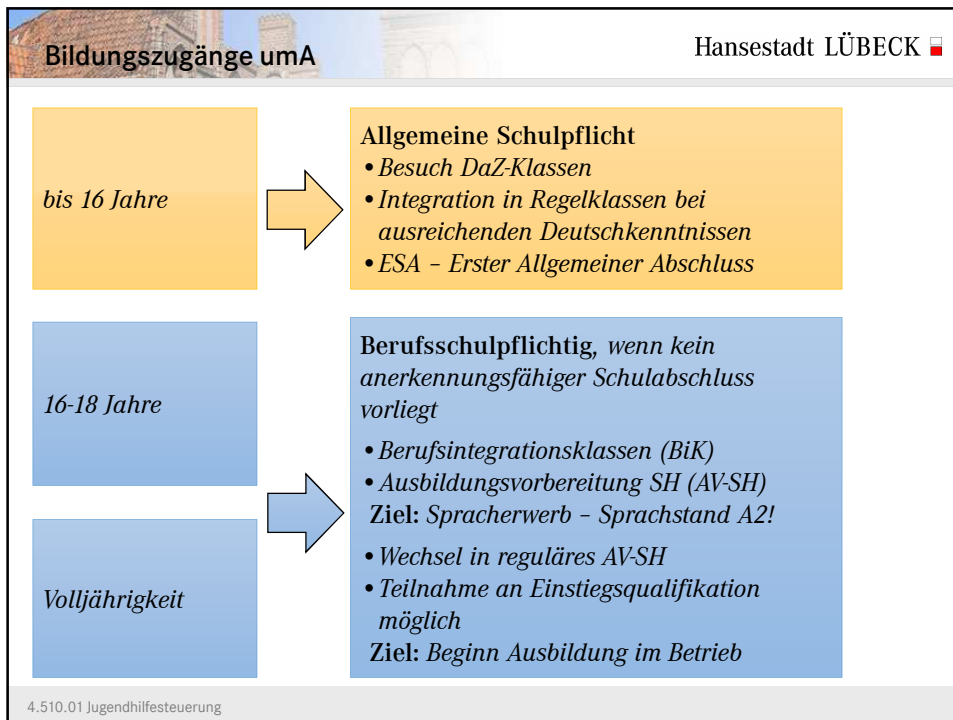 Bildungszugänge umA
Hansestadt LÜBECK
bis 16 Jahre
Allgemeine Schulpflicht
• Besuch DaZ-Klassen
• Integration in Regelklassen bei
ausreichenden Deutschkenntnissen
• ESA – Erster Allgemeiner Abschluss
16-18 Jahre
Volljährigkeit
Berufsschulpflichtig, wenn kein
anerkennungsfähiger Schulabschluss
vorliegt
• Berufsintegrationsklassen (BiK)
• Ausbildungsvorbereitung SH (AV-SH)
Ziel: Spracherwerb – Sprachstand A2!
• Wechsel in reguläres AV-SH
• Teilnahme an Einstiegsqualifikation
möglich
Ziel: Beginn Ausbildung im Betrieb
4.510.01 Jugendhilfesteuerung